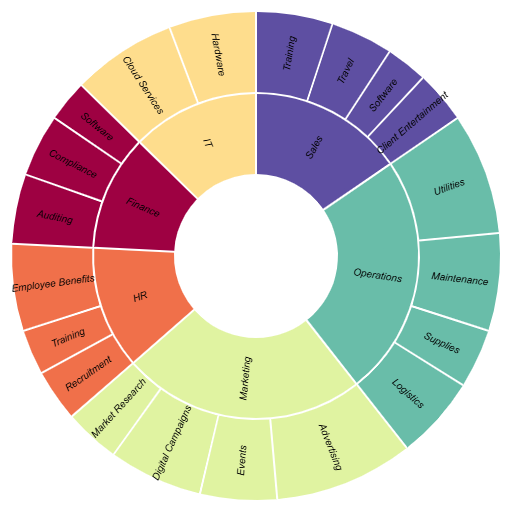 Sales
Training
Travel
Software
Client Entertainment
Operations
Utilities
Maintenance
Supplies
Logistics
Marketing
Advertising
Events
Digital Campaigns
Market Research
HR
Recruitment
Training
Employee Benefits
Finance
Auditing
Compliance
Software
IT
Cloud Services
Hardware